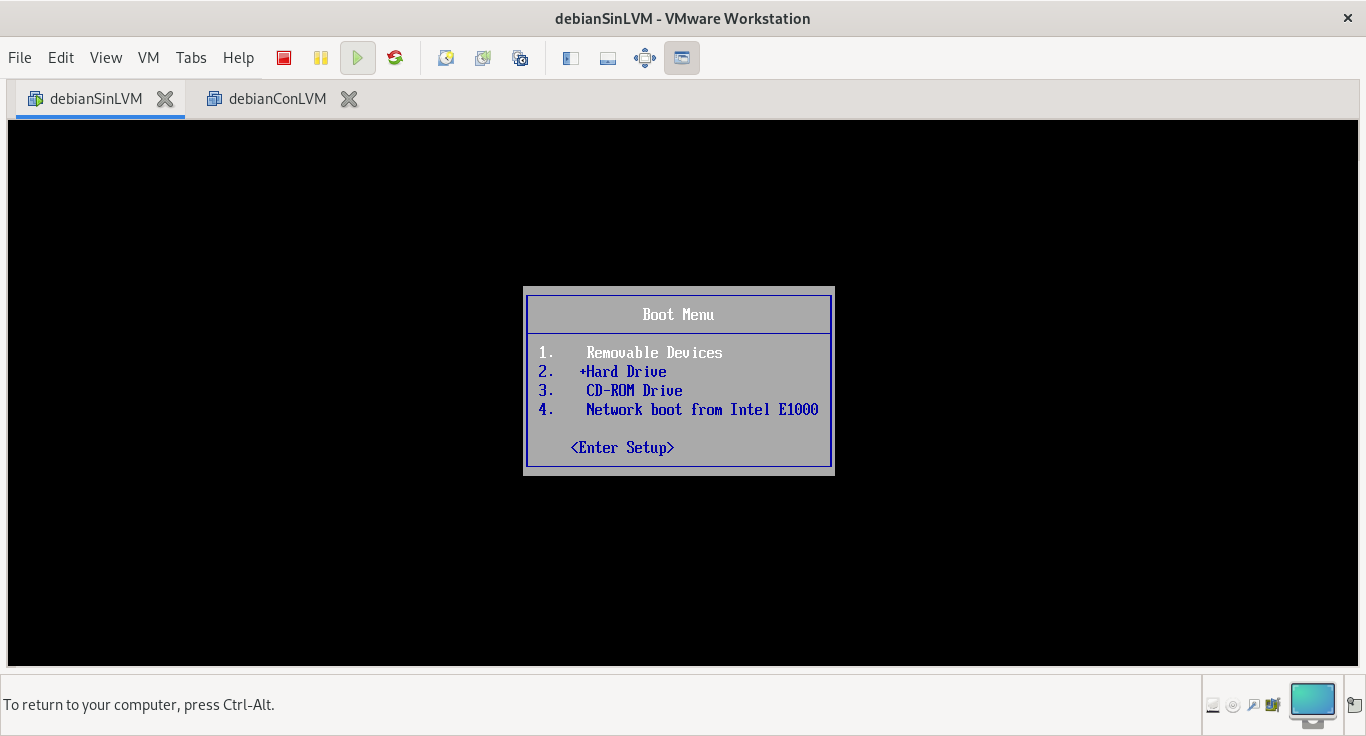 debianSinLVM - VMware Workstation
File Edit View VM Tabs Help
debianSinLVM debianConLVM
Boot Menu
1. Removable Devices
2. +Hard Drive
3. CD-ROM Drive
4. Network boot from Intel E1000
<Enter Setup>
To return to your computer, press Ctrl-Alt.